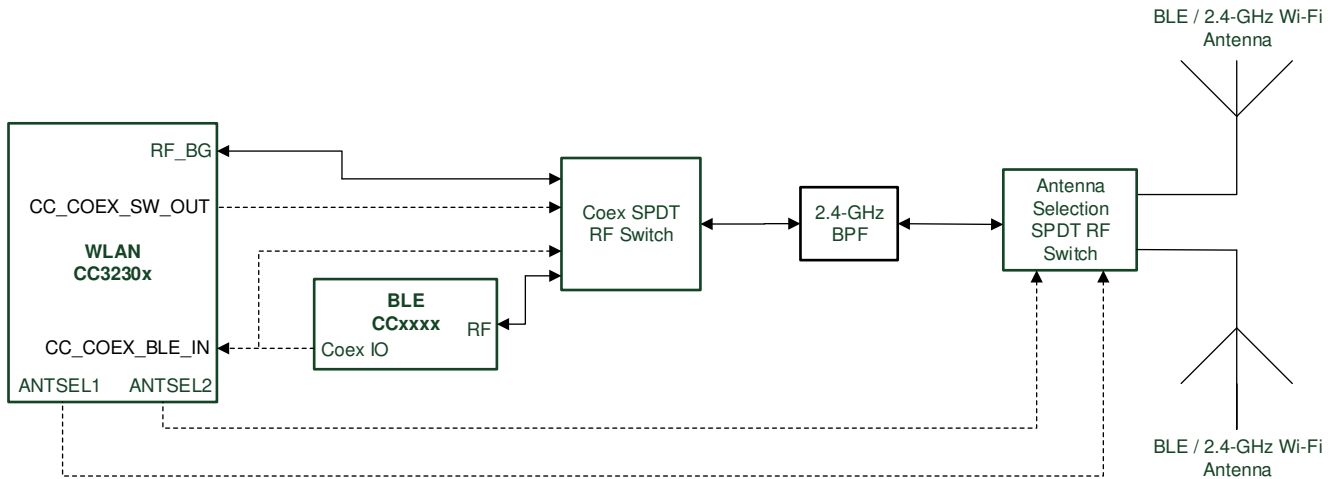 BLE / 2.4-GHz Wi-Fi
Antenna
RF_BG
CC_COEX_SW_OUT
WLAN
CC3230x
CC_COEX_BLE_IN
ANTSEL1
ANTSEL2
BLE
CCxxxx
RF
Coex IO
Coex SPDT
RF Switch
2.4-GHz
BPF
Antenna
Selection
SPDT RF
Switch
BLE / 2.4-GHz Wi-Fi
Antenna